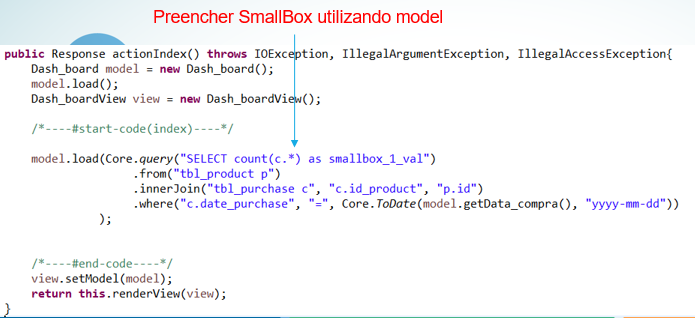 Preencher SmallBox utilizando model
public Response actionIndex() throws IOException, IllegalArgumentException, IllegalAccessException{
Dash_board model = new Dash_board();
model.load();
Dash_boardView view = new Dash_boardView();
/*----#start-code(index)----*/
model.load(Core.query("SELECT count(c.*) as smallbox_1_val")
.from("tbl_product p")
.innerJoin("tbl_purchase c", "c.id_product", "p.id")
.where("c.date_purchase", "=", Core.ToDate(model.getData_compra(), "yyyy-mm-dd"))
);
/*----#end-code----*/
view.setModel(model);
return this.renderView(view);
}